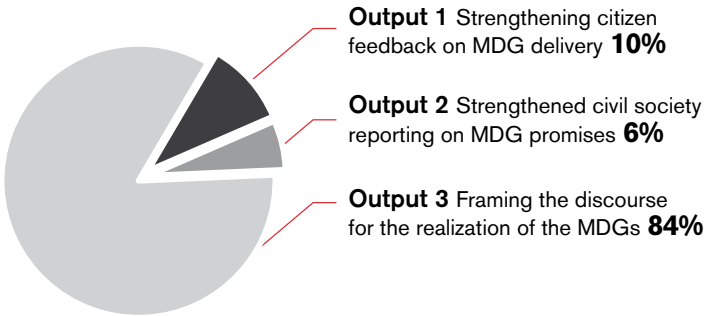 Output 1 Strengthening citizen
feedback on MDG delivery 10%
Output 2 Strengthened civil society
reporting on MDG promises 6%
Output 3 Framing the discourse
for the realization of the MDGs 84%